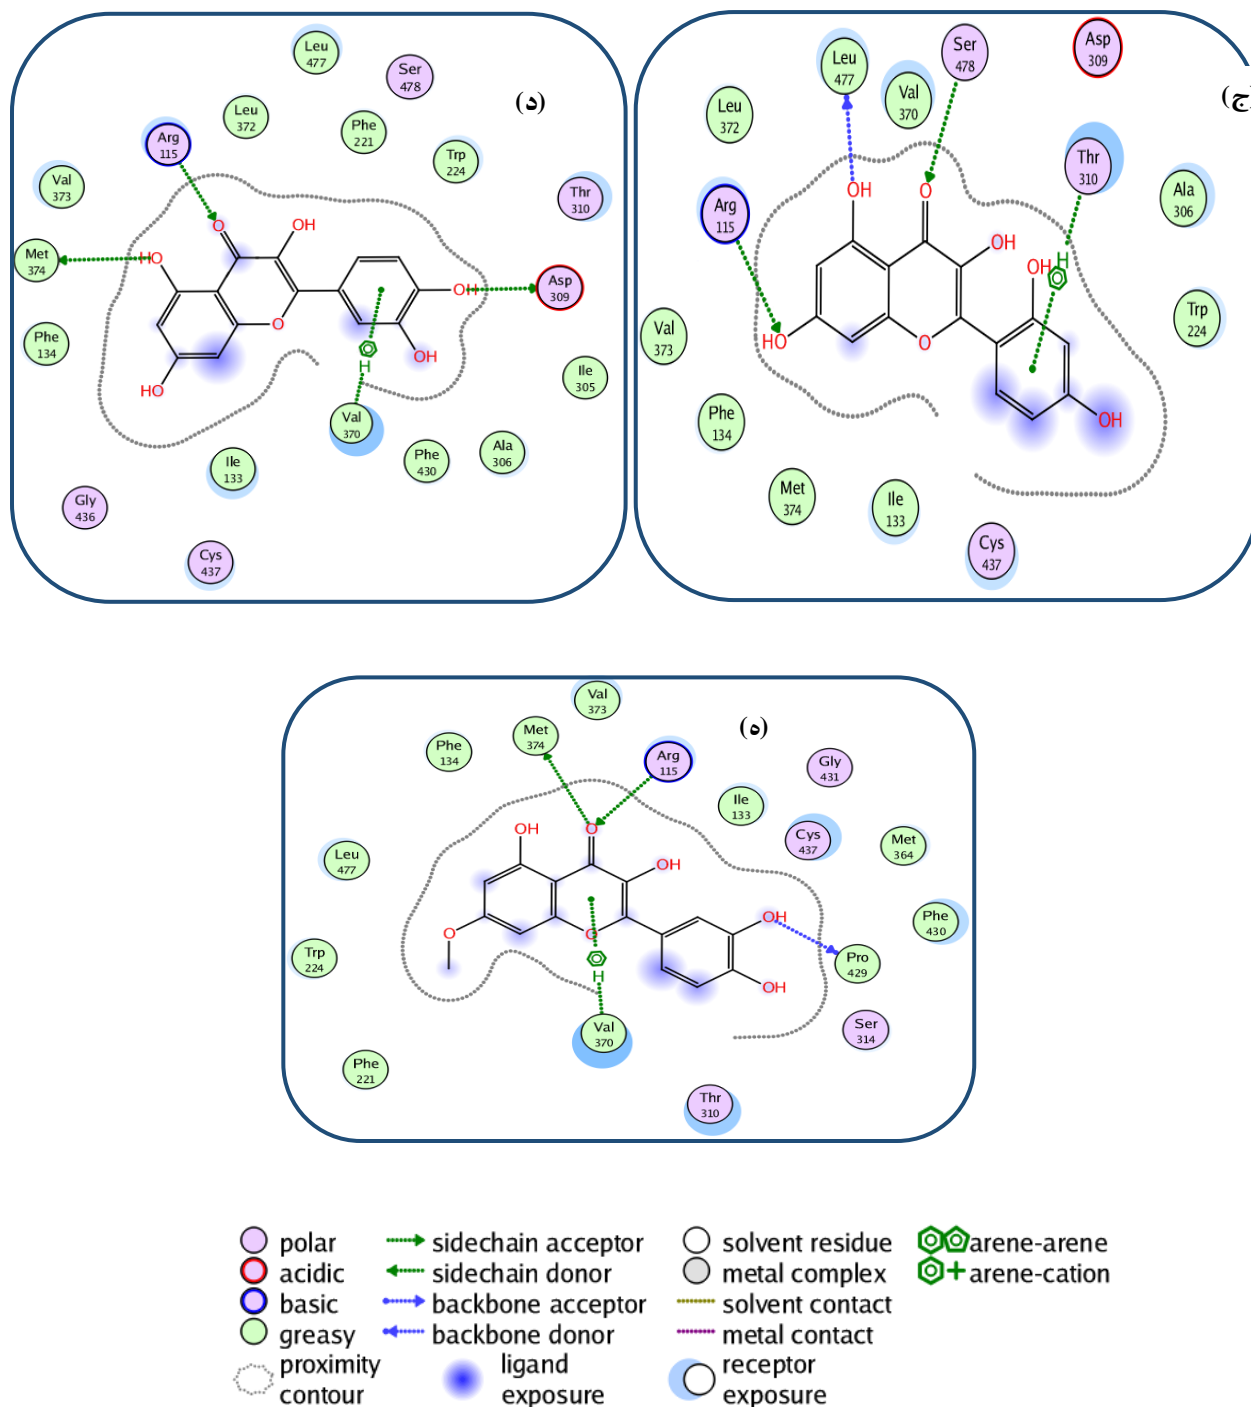 (د)
Leu
477
Ser
478
Leu
372
Phe
221
Arg
115
Trp
224
Val
373
Thr
310
O
OH
Met
374
HO
OH
Asp
309
O
Phe
134
OH
H
HO
Ile
305
Val
370
Phe
430
Ala
306
Ile
133
Gly
436
Cys
437
(ج
Asp
309
Ser
478
Leu
477
Val
370
Leu
372
Thr
310
Ala
306
Arg
115
OH
O
OH
H
OH
Trp
224
Val
373
HO
O
Phe
134
OH
Met
374
Ile
133
Cys
437
(ه)
Val
373
Met
374
Phe
134
Arg
115
Gly
431
Ile
133
Cys
437
Met
364
OH
O
Leu
477
OH
Phe
430
OH
O
O
Pro
429
Trp
224
H
OH
Val
370
Ser
314
Phe
221
Thr
310
polar
sidechain acceptor
solvent residue
arene-arene
acidic
sidechain donor
metal complex
arene-cation
basic
backbone acceptor
solvent contact
greasy
backbone donor
metal contact
proximity
contour
ligand
exposure
receptor
exposure